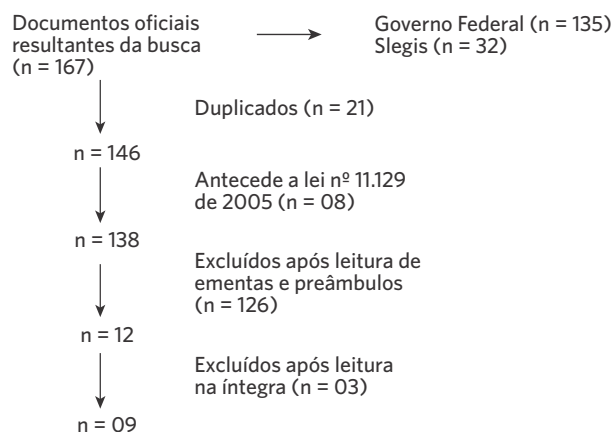 Documentos oficiais
resultantes da busca
(n = 167)
Governo Federal (n = 135)
Slegis (n = 32)
Duplicados (n = 21)
n = 146
Antecede a lei nº 11.129
de 2005 (n = 08)
n = 138
Excluídos após leitura de
ementas e preâmbulos
(n = 126)
n = 12
Excluídos após leitura
na íntegra (n = 03)
n = 09